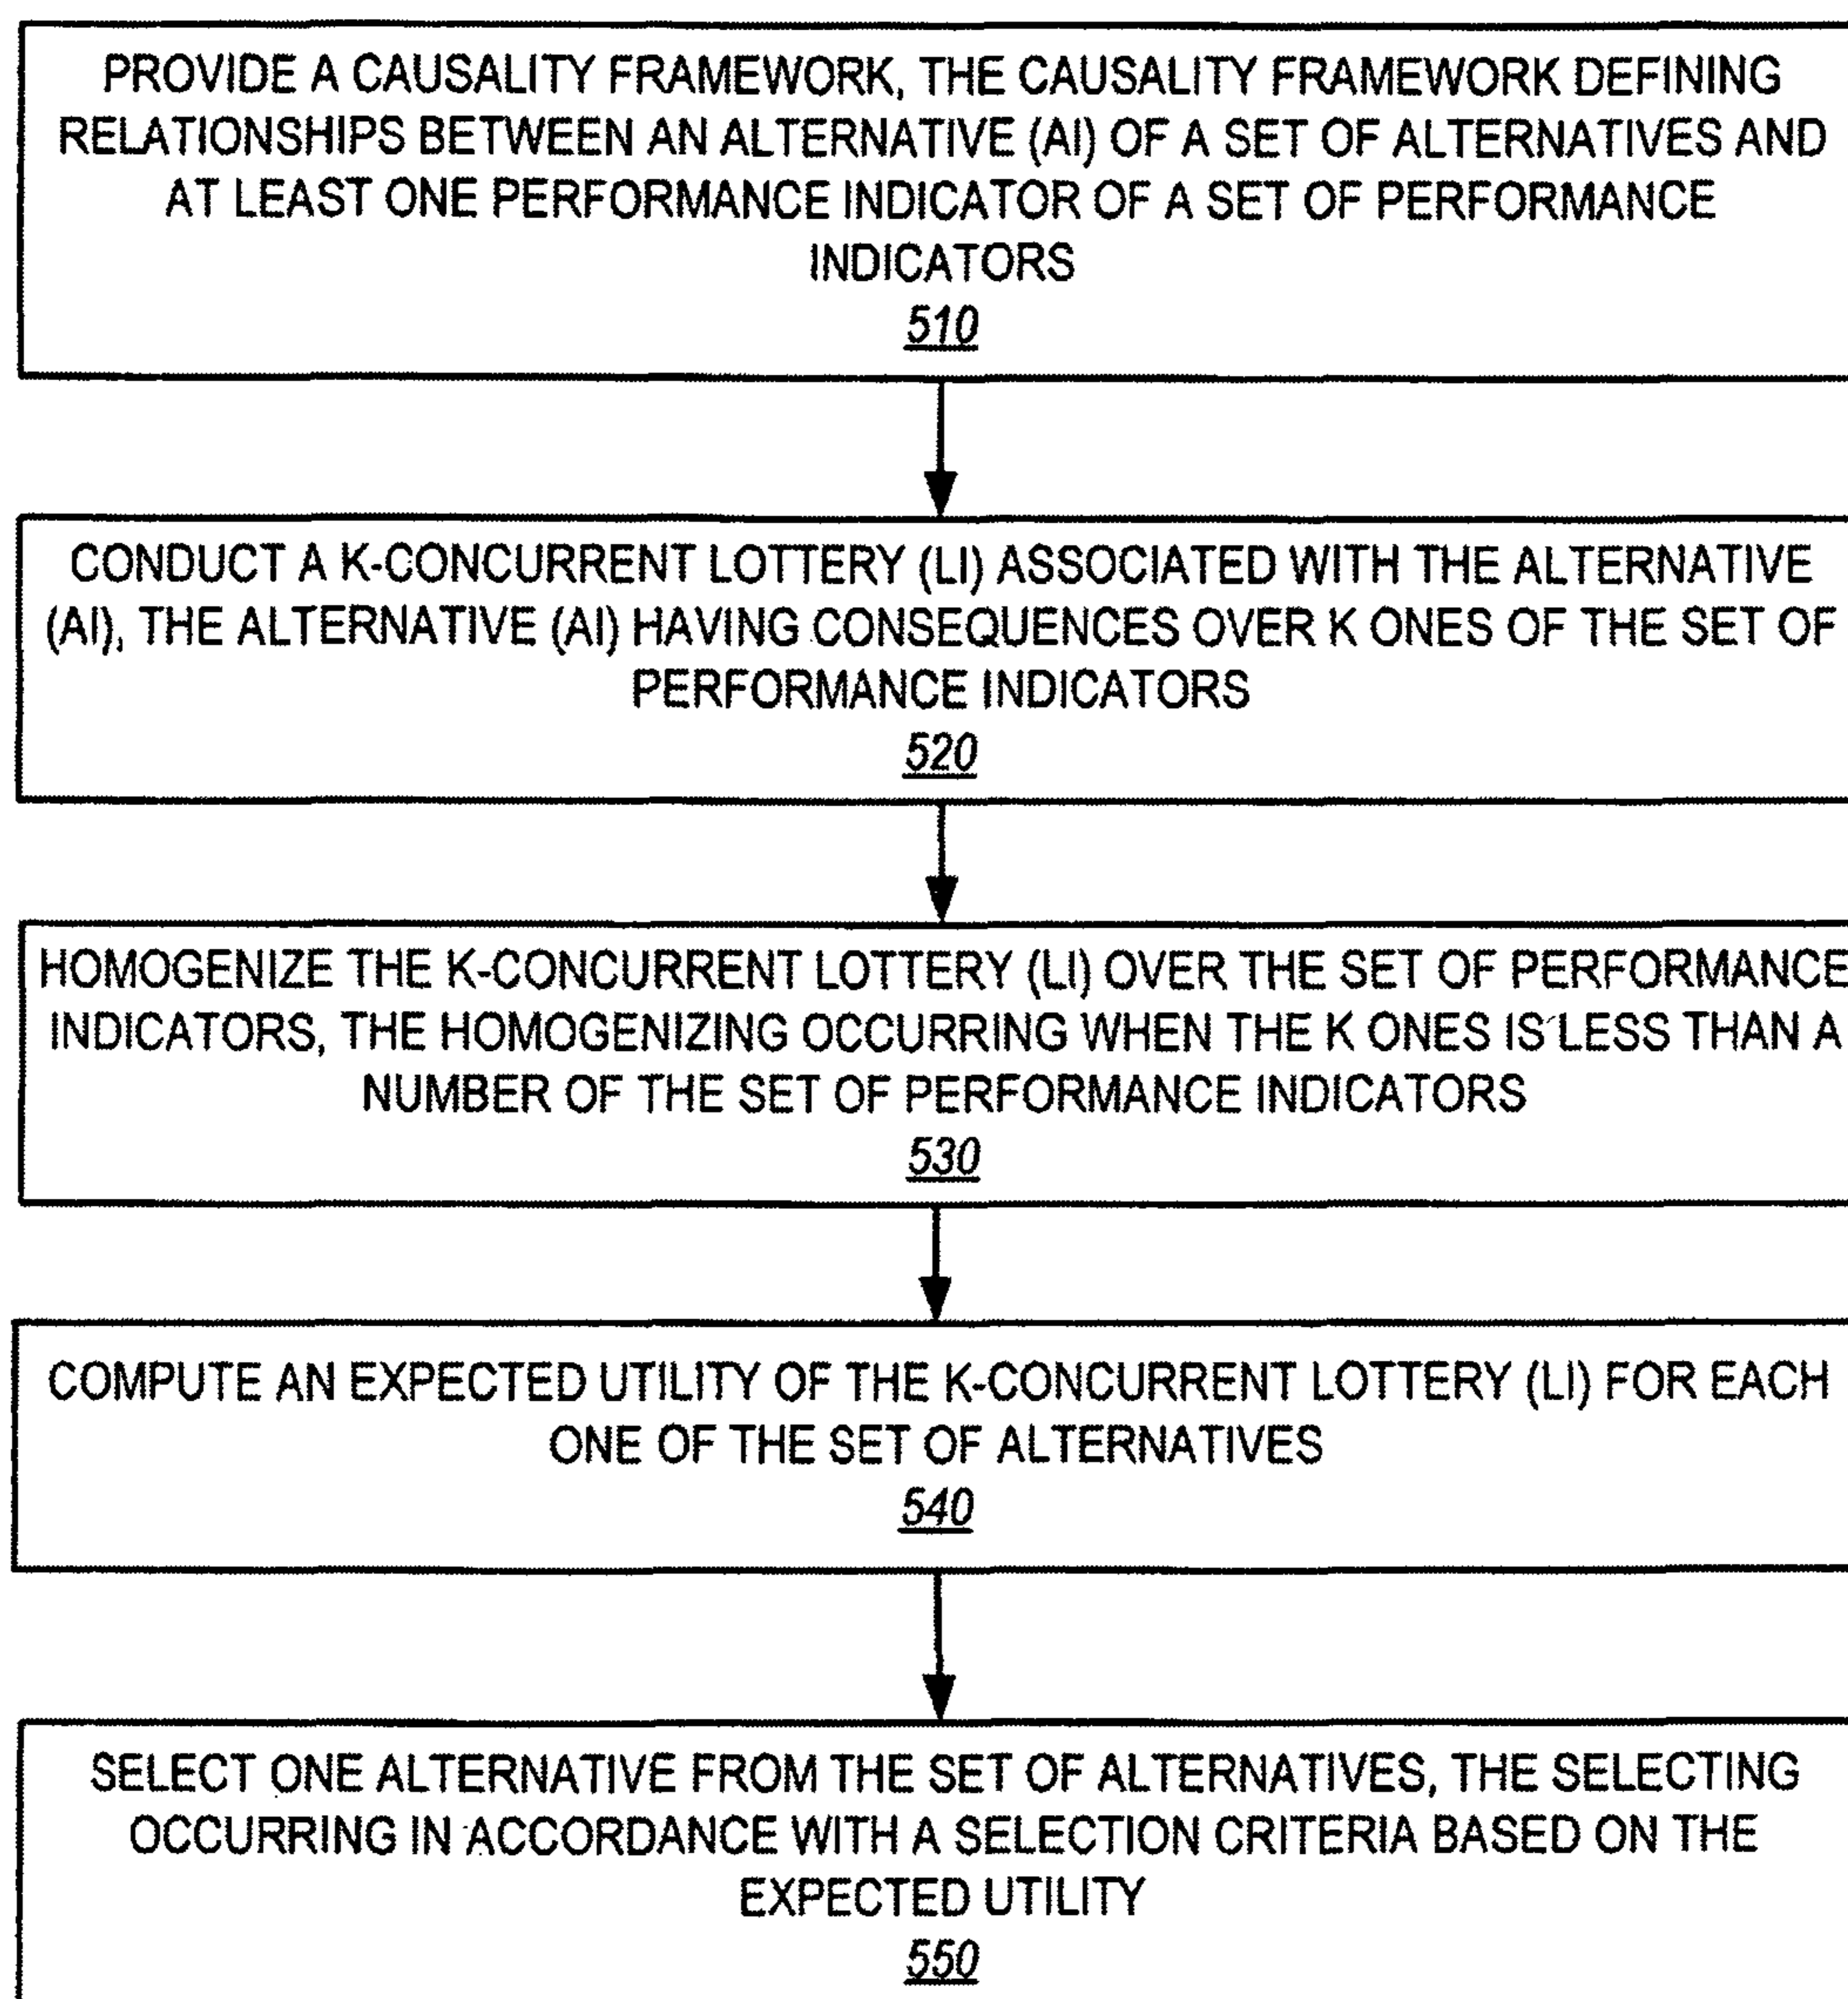 PROVIDE A CAUSALITY FRAMEWORK, THE CAUSALITY FRAMEWORK DEFINING
RELATIONSHIPS BETWEEN AN ALTERNATIVE (AI) OF A SET OF ALTERNATIVES AND
AT LEAST ONE PERFORMANCE INDICATOR OF A SET OF PERFORMANCE
INDICATORS
510
CONDUCT A K-CONCURRENT LOTTERY (LI) ASSOCIATED WITH THE ALTERNATIVE
(AI), THE ALTERNATIVE (AI) HAVING CONSEQUENCES OVER K ONES OF THE SET OF
PERFORMANCE INDICATORS
520
HOMOGENIZE THE K-CONCURRENT LOTTERY (LI) OVER THE SET OF PERFORMANCE
INDICATORS, THE HOMOGENIZING OCCURRING WHEN THE K ONES IS LESS THAN A
NUMBER OF THE SET OF PERFORMANCE INDICATORS
530
COMPUTE AN EXPECTED UTILITY OF THE K-CONCURRENT LOTTERY (LI) FOR EACH
ONE OF THE SET OF ALTERNATIVES
540
SELECT ONE ALTERNATIVE FROM THE SET OF ALTERNATIVES, THE SELECTING
OCCURRING IN ACCORDANCE WITH A SELECTION CRITERIA BASED ON THE
EXPECTED UTILITY
550